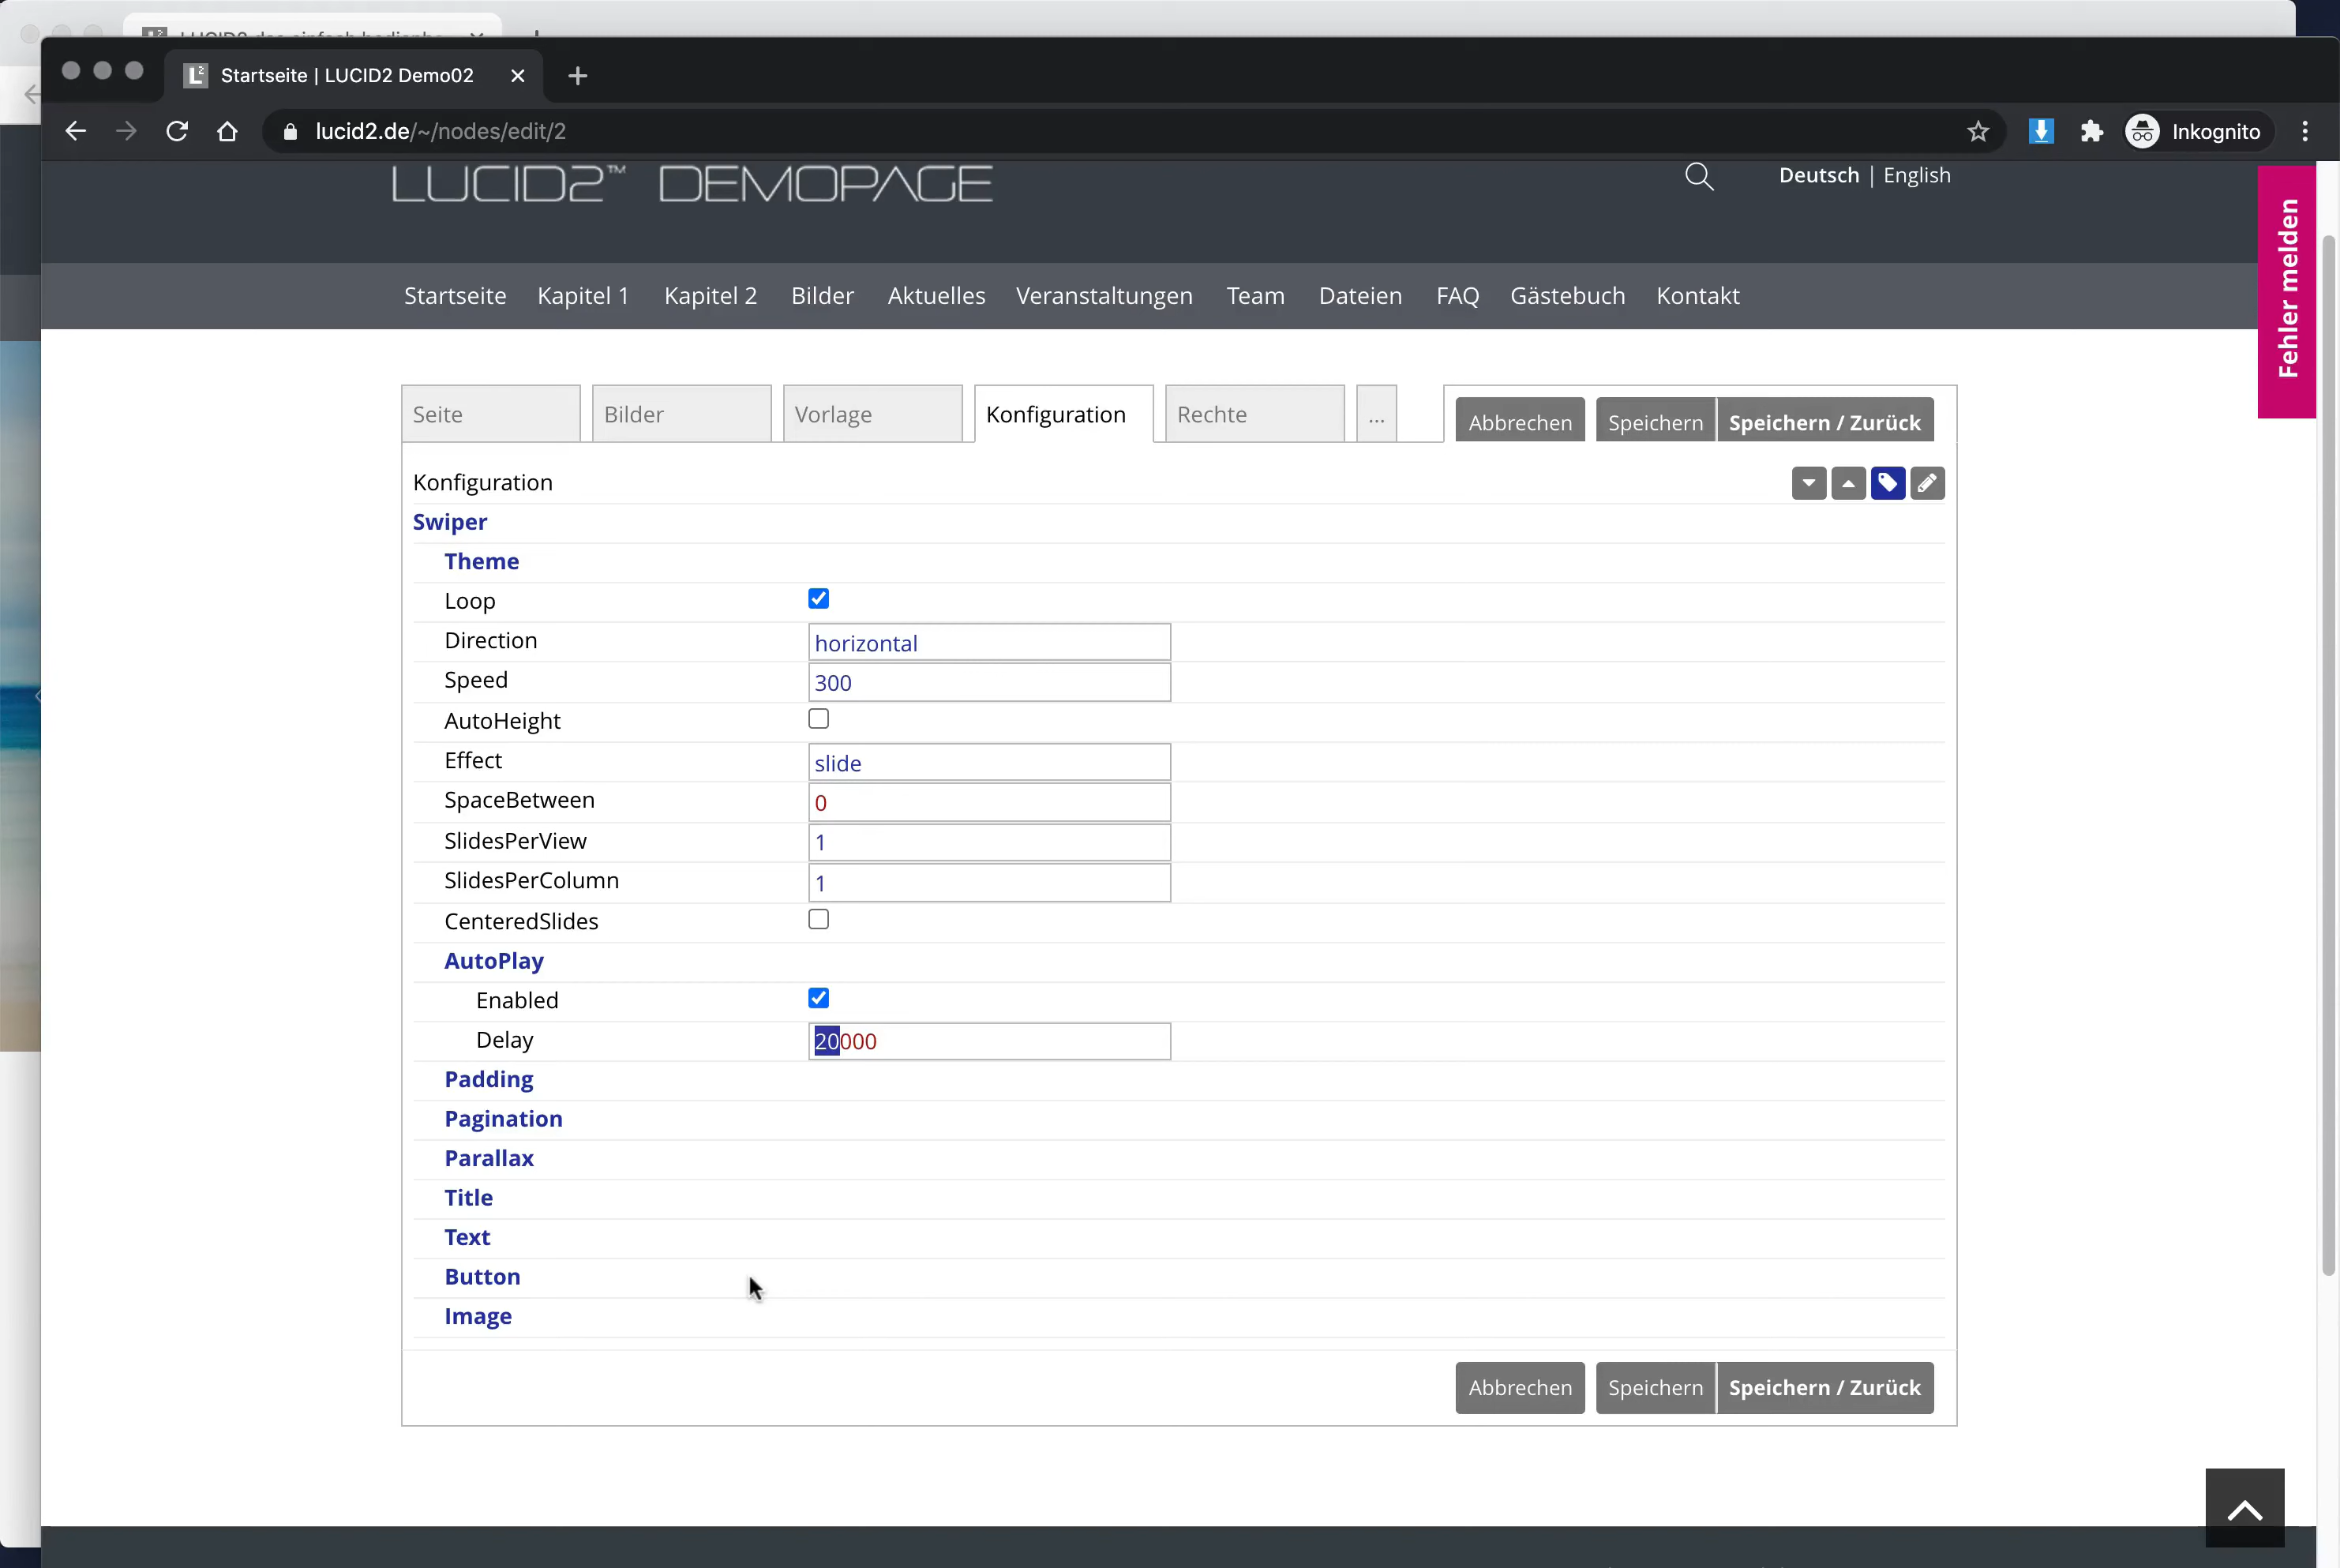 Startseite | LUCID2 Demo02
lucid2.de/~/nodes/edit/2
Inkognito
LUCID2™ DEMOPAGE
Deutsch | English
Fehler melden
Startseite Kapitel 1 Kapitel 2 Bilder Aktuelles Veranstaltungen Team Dateien FAQ Gästebuch Kontakt
Seite Bilder Vorlage Konfiguration Rechte ... Abbrechen Speichern Speichern / Zurück
Konfiguration
Swiper
Theme
Loop
Direction horizontal
Speed 300
AutoHeight
Effect slide
SpaceBetween 0
SlidesPerView 1
SlidesPerColumn 1
CenteredSlides
AutoPlay
Enabled
Delay 20000
Padding
Pagination
Parallax
Title
Text
Button
Image
Abbrechen Speichern Speichern / Zurück